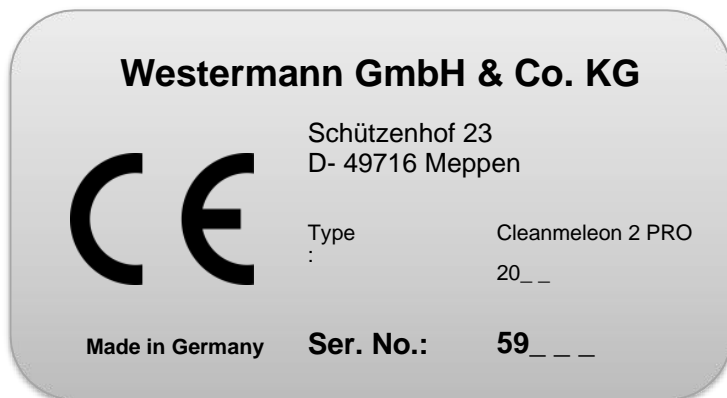 Westermann GmbH & Co. KG
Schützenhof 23
D- 49716 Meppen
CE
Type Cleanmeleon 2 PRO
:
20_ _
Made in Germany Ser. No.: 59_ _ _